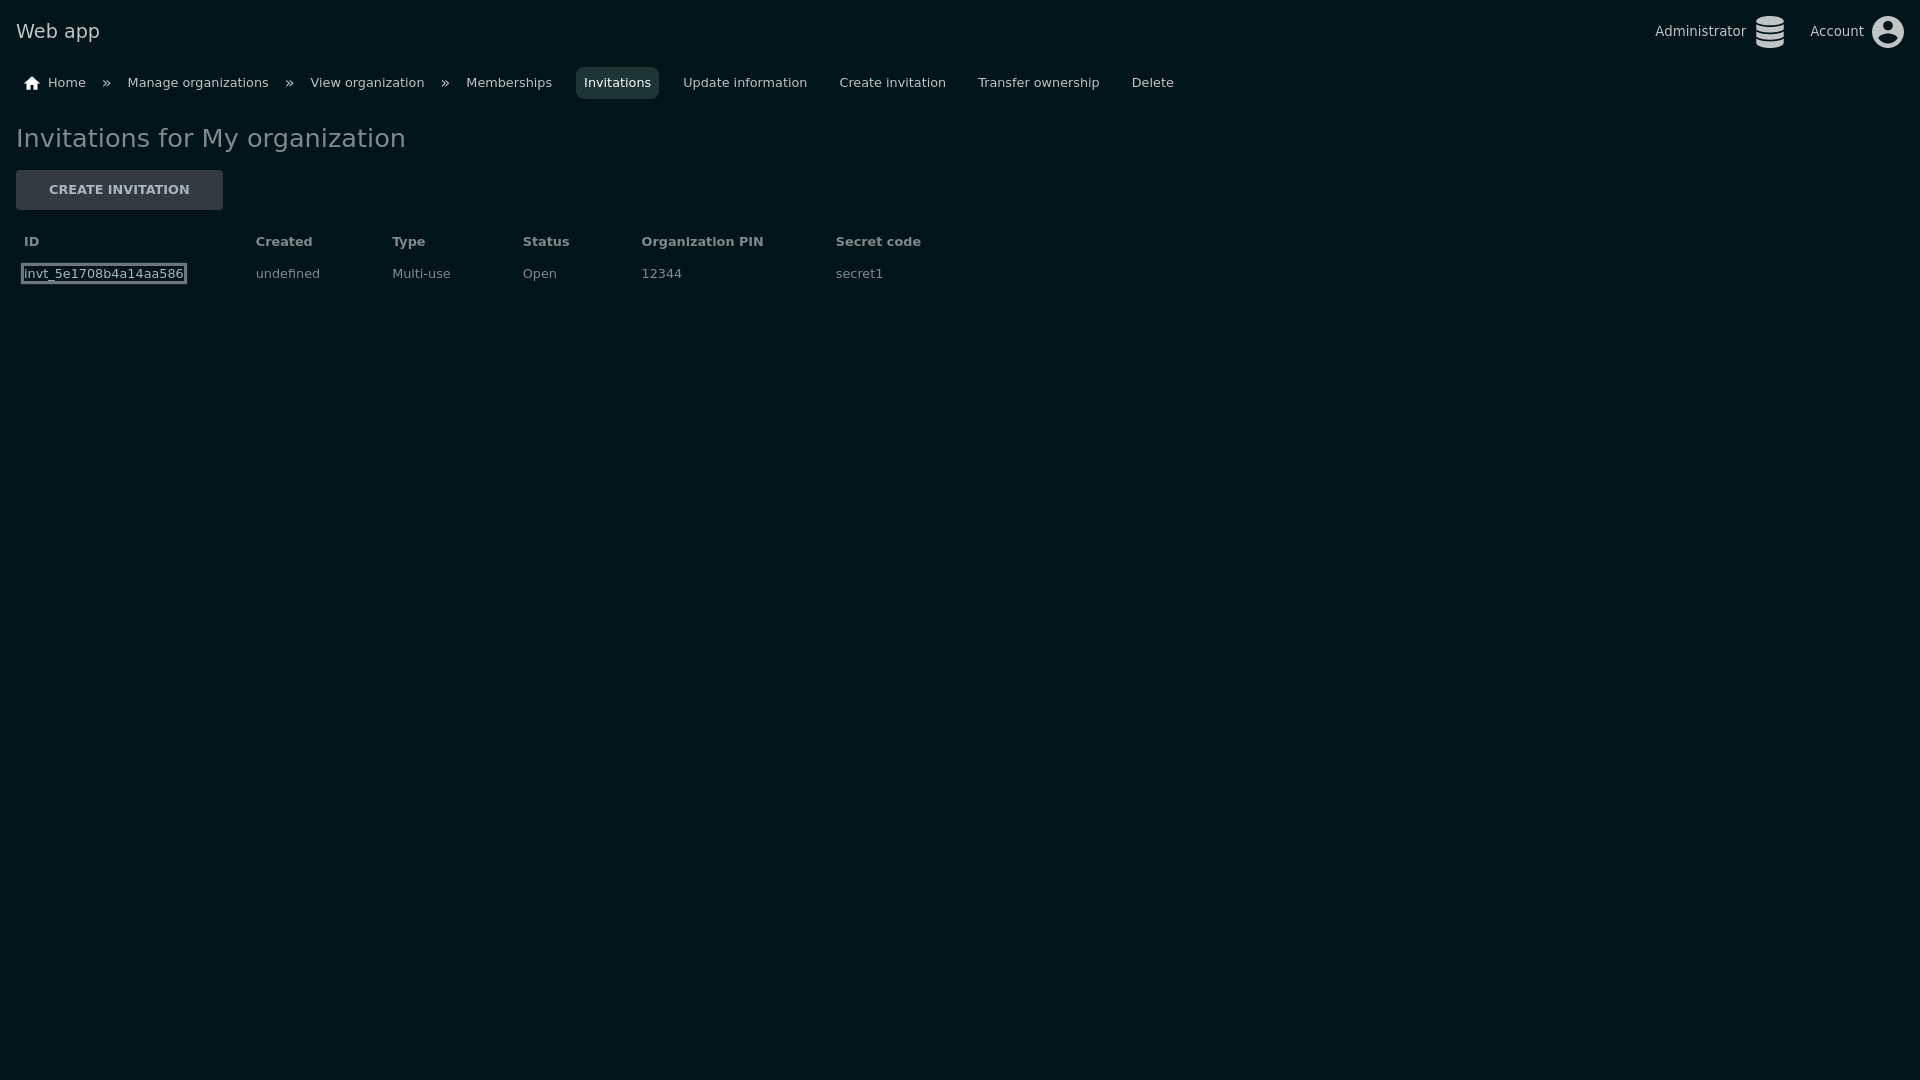 Web app
Administrator
Account
Home » Manage organizations » View organization » Memberships Invitations Update information Create invitation Transfer ownership Delete
Invitations for My organization
CREATE INVITATION
ID Created Type Status Organization PIN Secret code
invt_5e1708b4a14aa586 undefined Multi-use Open 12344 secret1